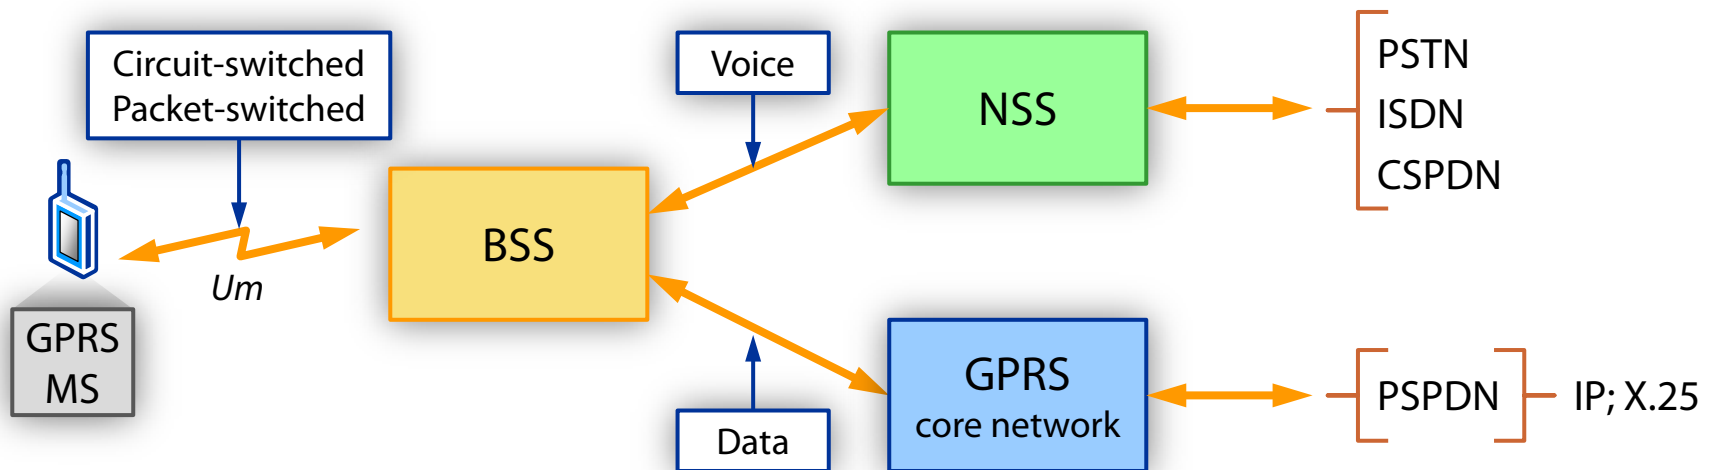 Circuit-switched
Packet-switched
Voice
NSS
PSTN
ISDN
CSPDN
BSS
Um
GPRS
MS
GPRS
core network
PSPDN
IP; X.25
Data